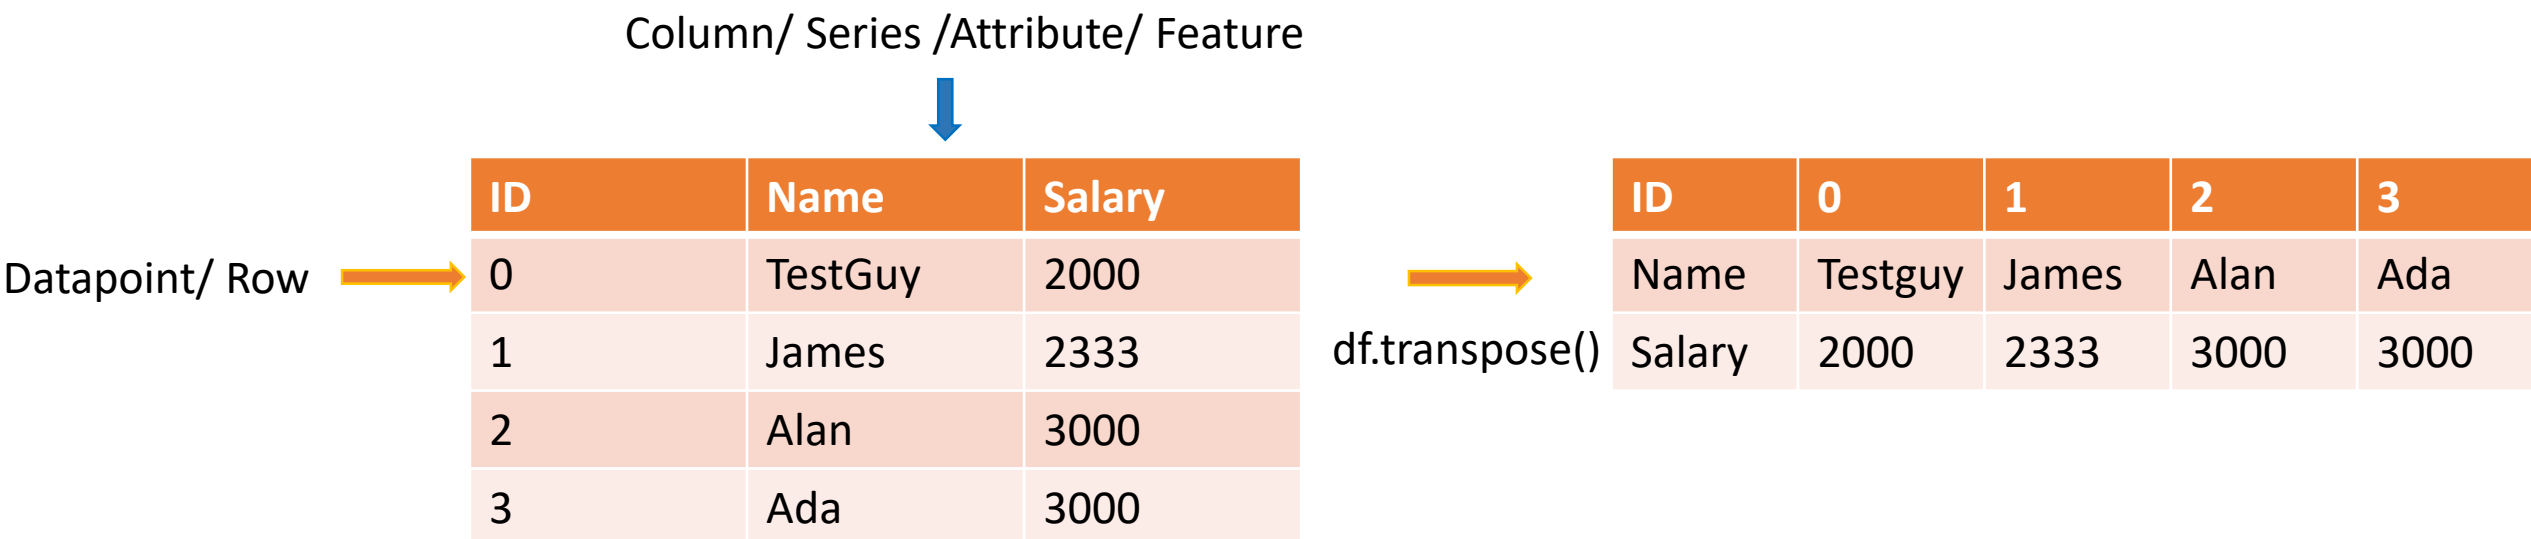 Column/ Series /Attribute/ Feature
ID Name Salary
Datapoint/ Row 0 TestGuy 2000
1 James 2333
2 Alan 3000
3 Ada 3000
df.transpose()
ID 0 1 2 3
Name Testguy James Alan Ada
Salary 2000 2333 3000 3000